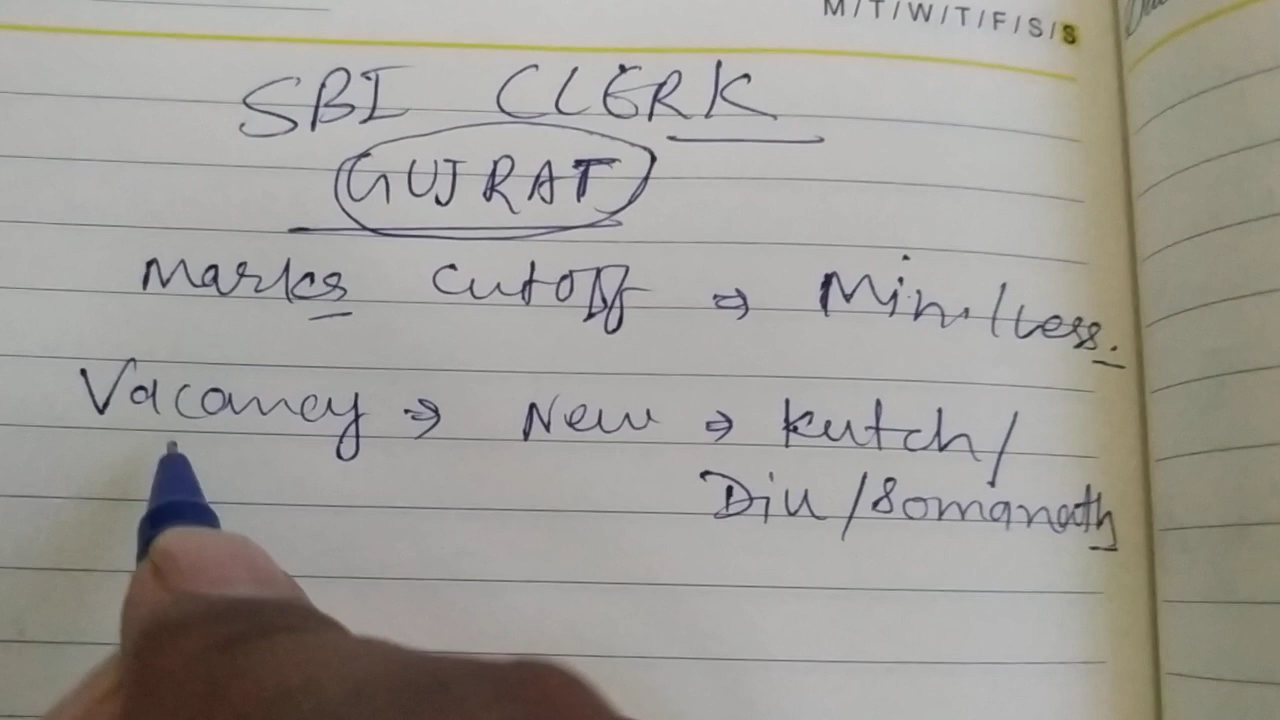 M/T/W/T/F/S/S
SBI CLERK
GUJRAT
Marks cutoff ⇒ Min./Less.
Vacancy ⇒ New ⇒ Kutch/
Diu/Somanath